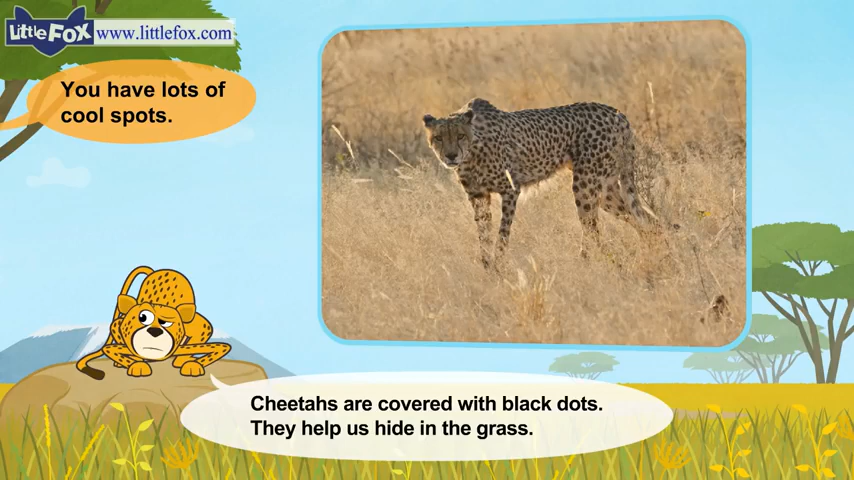 Little Fox www.littlefox.com
You have lots of
cool spots.
Cheetahs are covered with black dots.
They help us hide in the grass.